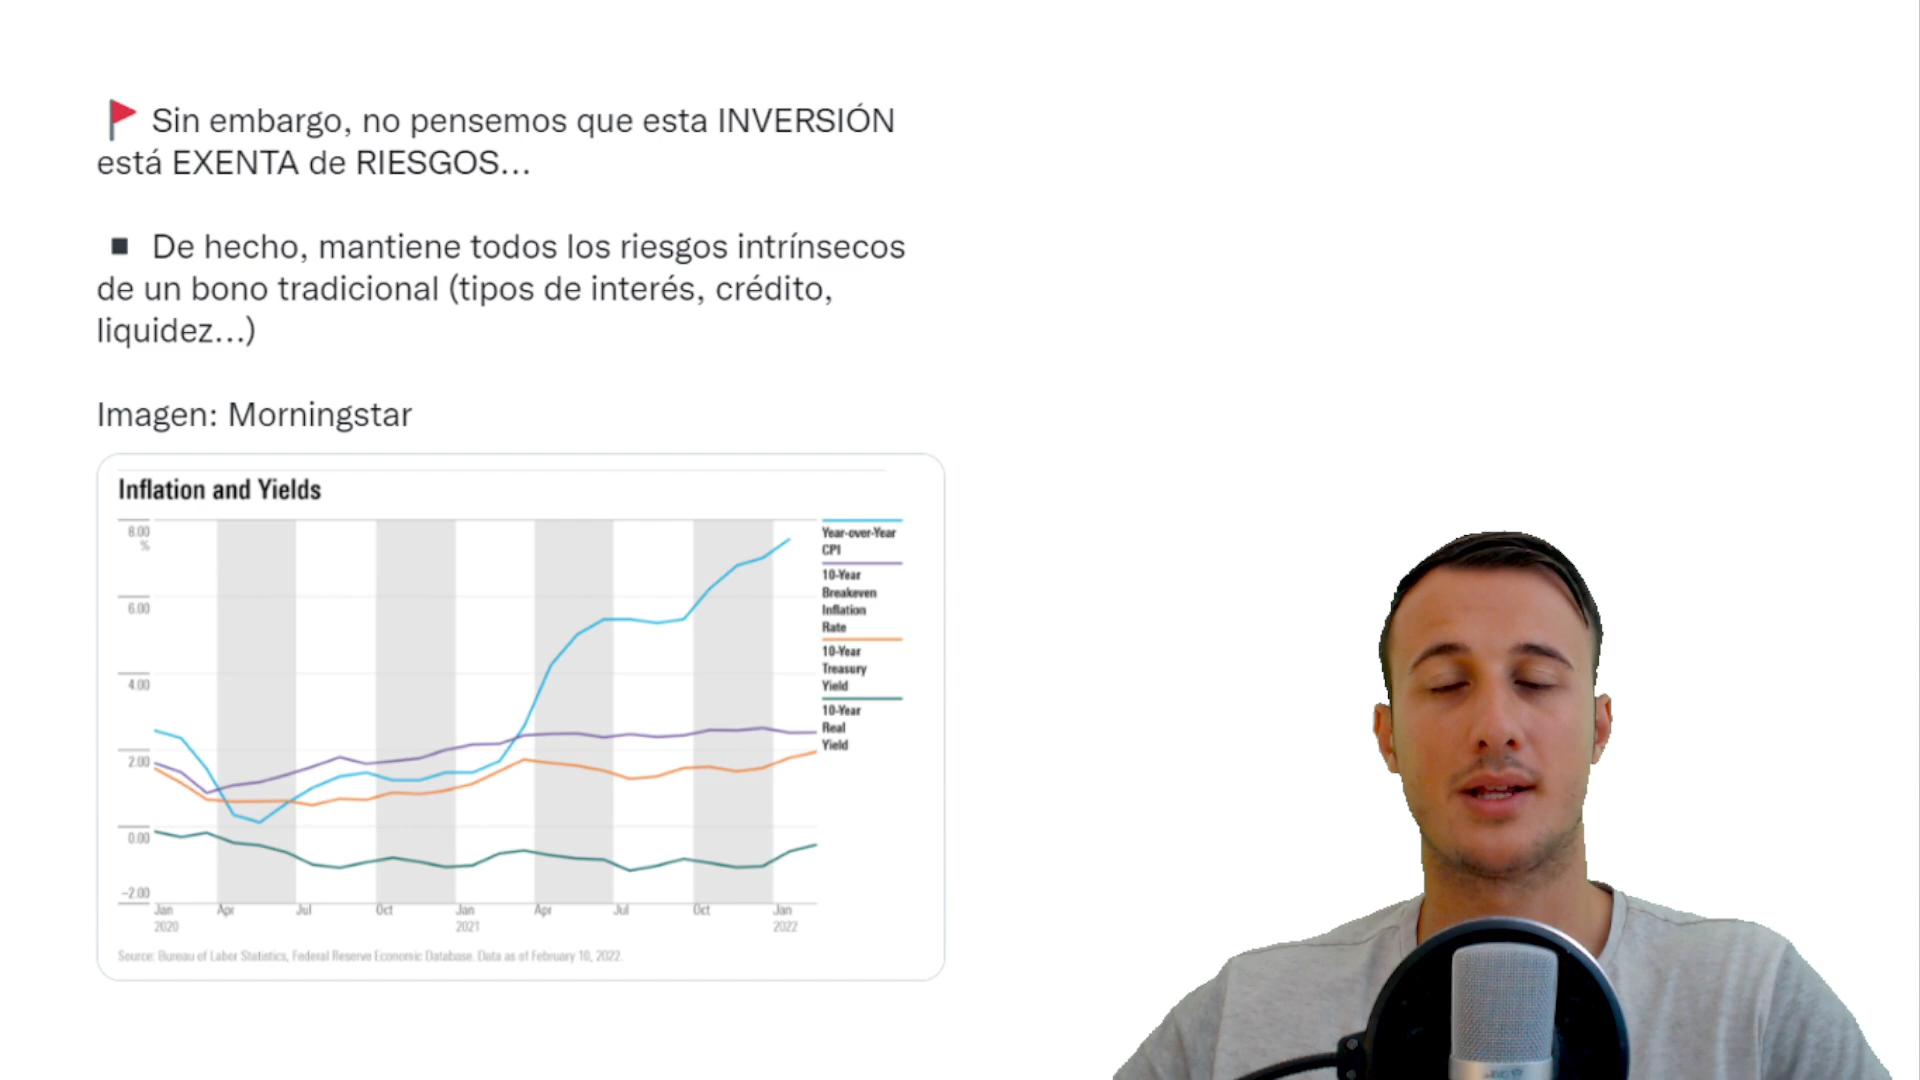 Sin embargo, no pensemos que esta INVERSIÓN
está EXENTA de RIESGOS...
De hecho, mantiene todos los riesgos intrínsecos
de un bono tradicional (tipos de interés, crédito,
liquidez...)
Imagen: Morningstar
Inflation and Yields
8.00
%
6.00
4.00
2.00
0.00
−2.00
Jan
2020
Apr
Jul
Oct
Jan
2021
Apr
Jul
Oct
Jan
2022
Year-over-Year
CPI
10-Year
Breakeven
Inflation
Rate
10-Year
Treasury
Yield
10-Year
Real
Yield
Source: Bureau of Labor Statistics, Federal Reserve Economic Database. Data as of February 10, 2022.